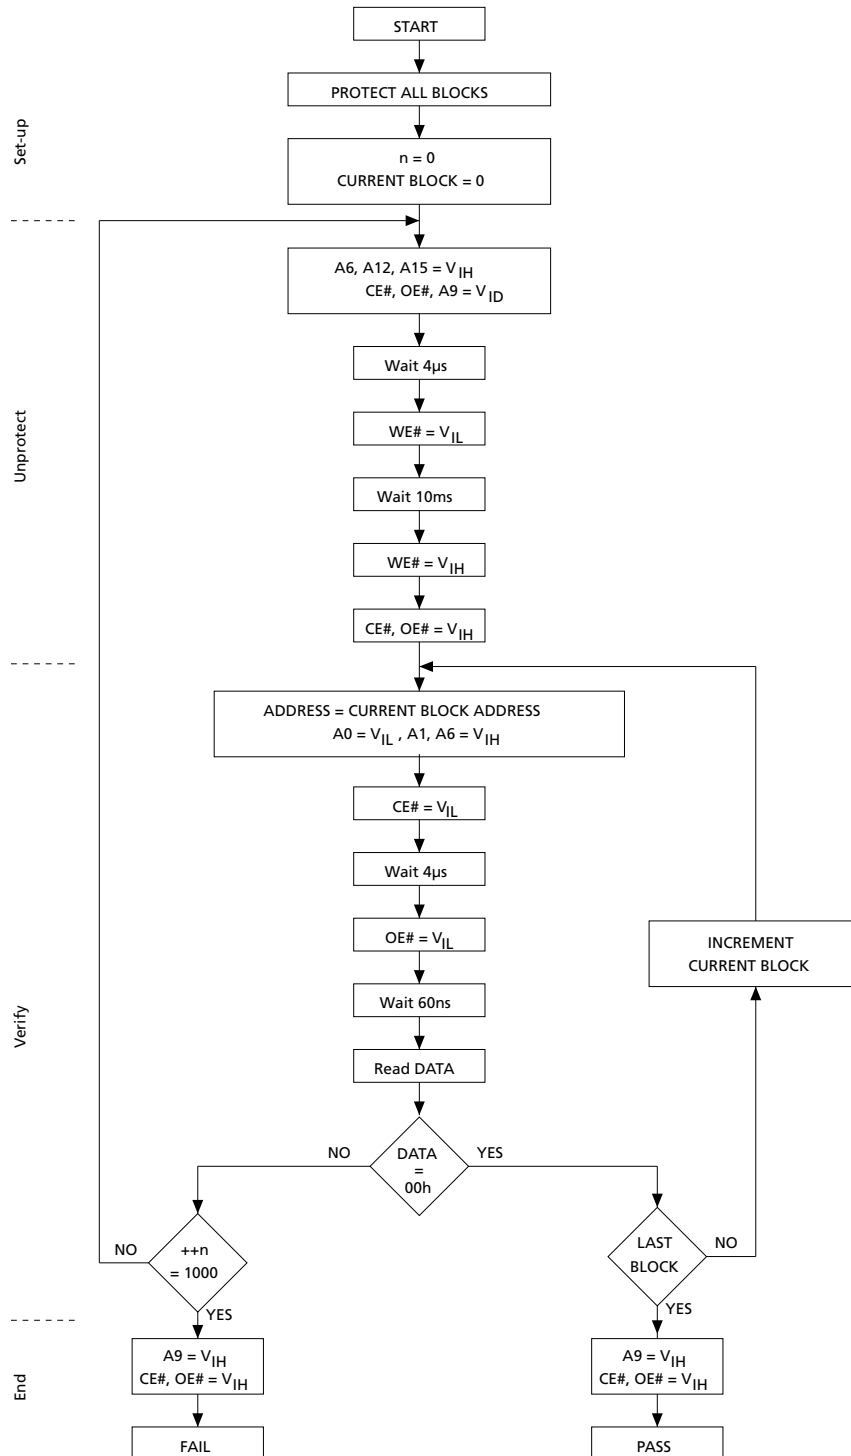 START
PROTECT ALL BLOCKS
Set-up
n = 0
CURRENT BLOCK = 0
A6, A12, A15 = VIH
CE#, OE#, A9 = VID
Wait 4µs
WE# = VIL
Unprotect
Wait 10ms
WE# = VIH
CE#, OE# = VIH
ADDRESS = CURRENT BLOCK ADDRESS
A0 = VIL , A1, A6 = VIH
CE# = VIL
Wait 4µs
OE# = VIL
INCREMENT
CURRENT BLOCK
Wait 60ns
Verify
Read DATA
NO
DATA
=
00h
YES
NO
++n
= 1000
YES
LAST
BLOCK
NO
YES
End
A9 = VIH
CE#, OE# = VIH
A9 = VIH
CE#, OE# = VIH
FAIL
PASS